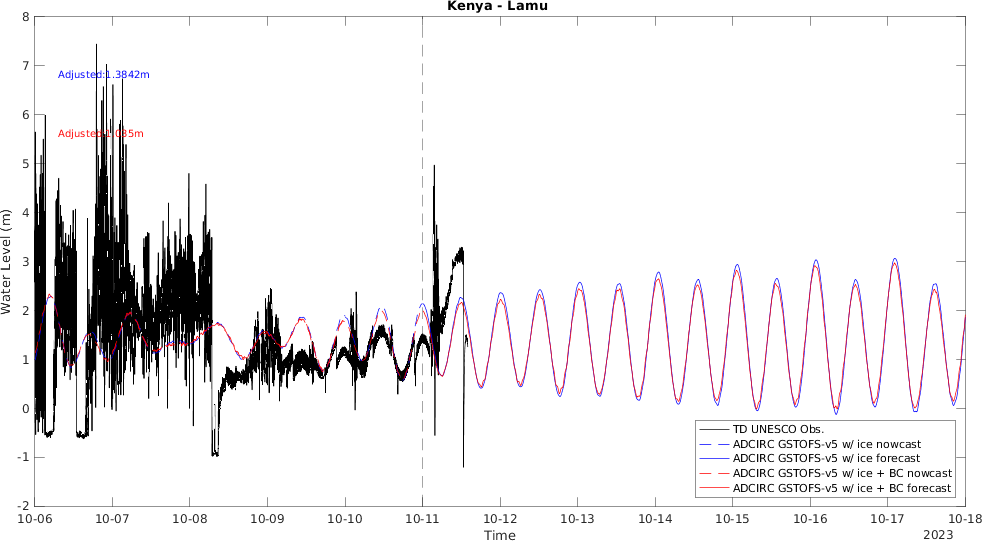 Kenya - Lamu
8
7
6
5
4
3
2
1
0
-1
-2
Water Level (m)
Adjusted:1.3842m
Adjusted:1.035m
TD UNESCO Obs.
ADCIRC GSTOFS-v5 w/ ice nowcast
ADCIRC GSTOFS-v5 w/ ice forecast
ADCIRC GSTOFS-v5 w/ ice + BC nowcast
ADCIRC GSTOFS-v5 w/ ice + BC forecast
10-06 10-07 10-08 10-09 10-10 10-11 10-12 10-13 10-14 10-15 10-16 10-17 10-18
Time
2023